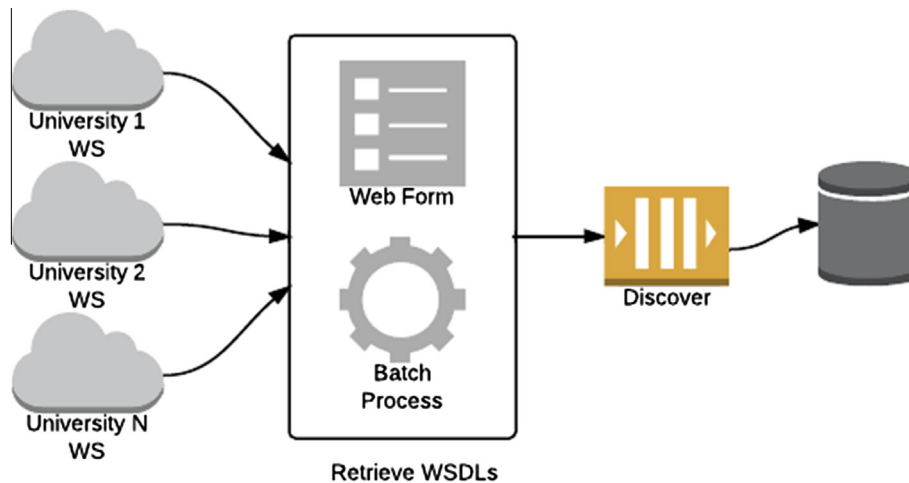 University 1
WS
University 2
WS
University N
WS
Web Form
Batch
Process
Retrieve WSDLs
Discover